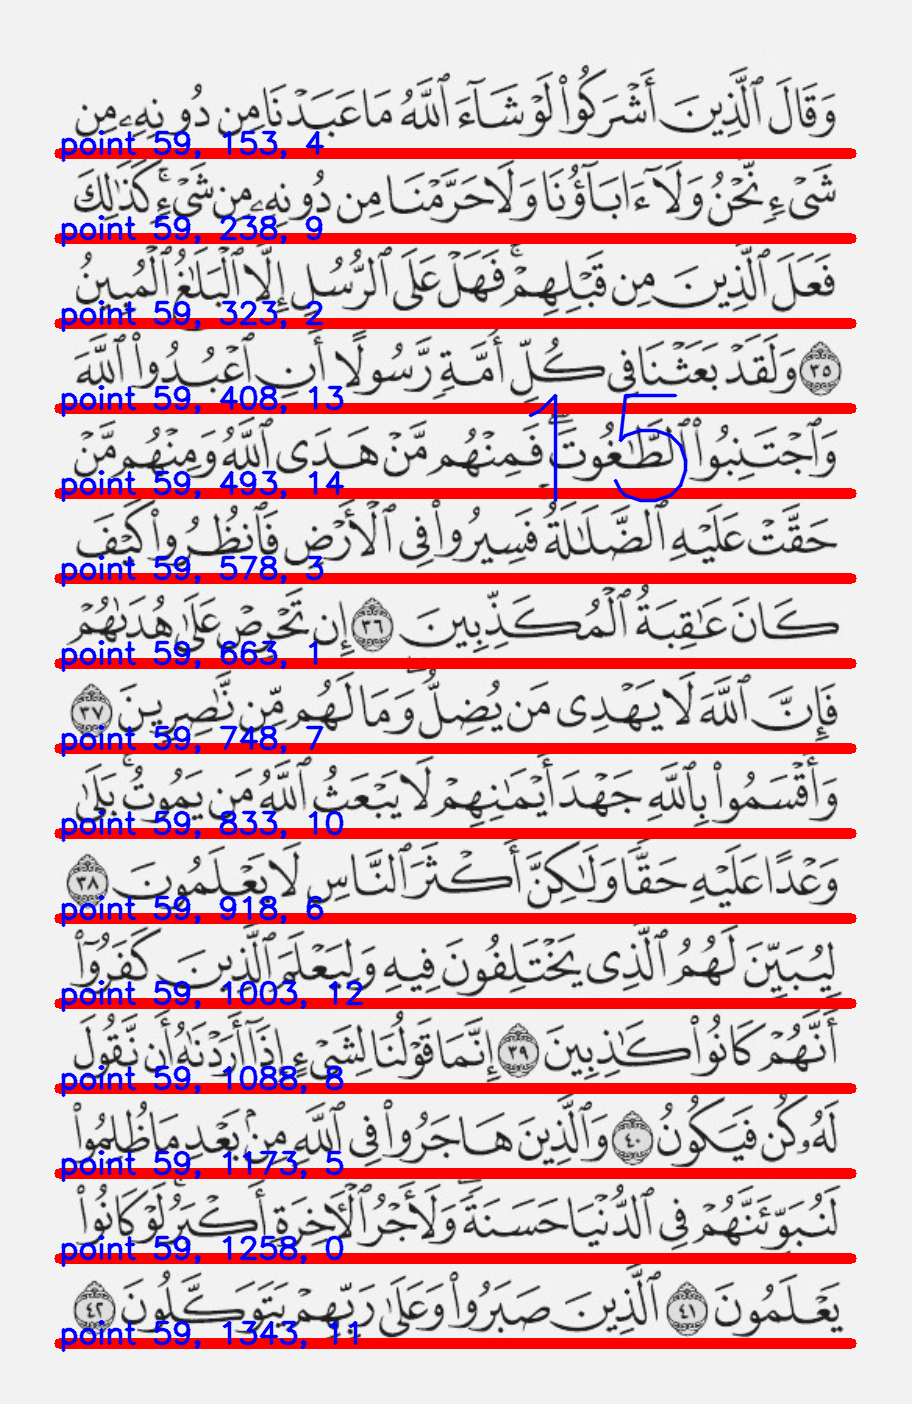 وَقَالَ ٱلَّذِينَ أَشْرَكُوا۟ لَوْ شَآءَ ٱللَّهُ مَا عَبَدْنَا مِن دُونِهِۦ مِن
point 59, 153, 4
شَىْءٍ نَّحْنُ وَلَآ ءَابَآؤُنَا وَلَا حَرَّمْنَا مِن دُونِهِۦ مِن شَىْءٍۚ كَذَٰلِكَ
point 59, 238, 9
فَعَلَ ٱلَّذِينَ مِن قَبْلِهِمْۚ فَهَلْ عَلَى ٱلرُّسُلِ إِلَّا ٱلْبَلَٰغُ ٱلْمُبِينُ
point 59, 323, 2
٣٥ وَلَقَدْ بَعَثْنَا فِى كُلِّ أُمَّةٍ رَّسُولًا أَنِ ٱعْبُدُوا۟ ٱللَّهَ
point 59, 408, 13
15
وَٱجْتَنِبُوا۟ ٱلطَّٰغُوتَۖ فَمِنْهُم مَّنْ هَدَى ٱللَّهُ وَمِنْهُم مَّنْ
point 59, 493, 14
حَقَّتْ عَلَيْهِ ٱلضَّلَٰلَةُۚ فَسِيرُوا۟ فِى ٱلْأَرْضِ فَٱنظُرُوا۟ كَيْفَ
point 59, 578, 3
كَانَ عَٰقِبَةُ ٱلْمُكَذِّبِينَ ٣٦ إِن تَحْرِصْ عَلَىٰ هُدَىٰهُمْ
point 59, 663, 1
فَإِنَّ ٱللَّهَ لَا يَهْدِى مَن يُضِلُّۖ وَمَا لَهُم مِّن نَّٰصِرِينَ ٣٧
point 59, 748, 7
وَأَقْسَمُوا۟ بِٱللَّهِ جَهْدَ أَيْمَٰنِهِمْ لَا يَبْعَثُ ٱللَّهُ مَن يَمُوتُۚ بَلَىٰ
point 59, 833, 10
وَعْدًا عَلَيْهِ حَقًّا وَلَٰكِنَّ أَكْثَرَ ٱلنَّاسِ لَا يَعْلَمُونَ ٣٨
point 59, 918, 6
لِيُبَيِّنَ لَهُمُ ٱلَّذِى يَخْتَلِفُونَ فِيهِ وَلِيَعْلَمَ ٱلَّذِينَ كَفَرُوٓا۟
point 59, 1003, 12
أَنَّهُمْ كَانُوا۟ كَٰذِبِينَ ٣٩ إِنَّمَا قَوْلُنَا لِشَىْءٍ إِذَآ أَرَدْنَٰهُ أَن نَّقُولَ
point 59, 1088, 8
لَهُۥ كُن فَيَكُونُ ٤٠ وَٱلَّذِينَ هَاجَرُوا۟ فِى ٱللَّهِ مِنۢ بَعْدِ مَا ظُلِمُوا۟
point 59, 1173, 5
لَنُبَوِّئَنَّهُمْ فِى ٱلدُّنْيَا حَسَنَةًۖ وَلَأَجْرُ ٱلْـَٔاخِرَةِ أَكْبَرُۚ لَوْ كَانُوا۟
point 59, 1258, 0
يَعْلَمُونَ ٤١ ٱلَّذِينَ صَبَرُوا۟ وَعَلَىٰ رَبِّهِمْ يَتَوَكَّلُونَ ٤٢
point 59, 1343, 11